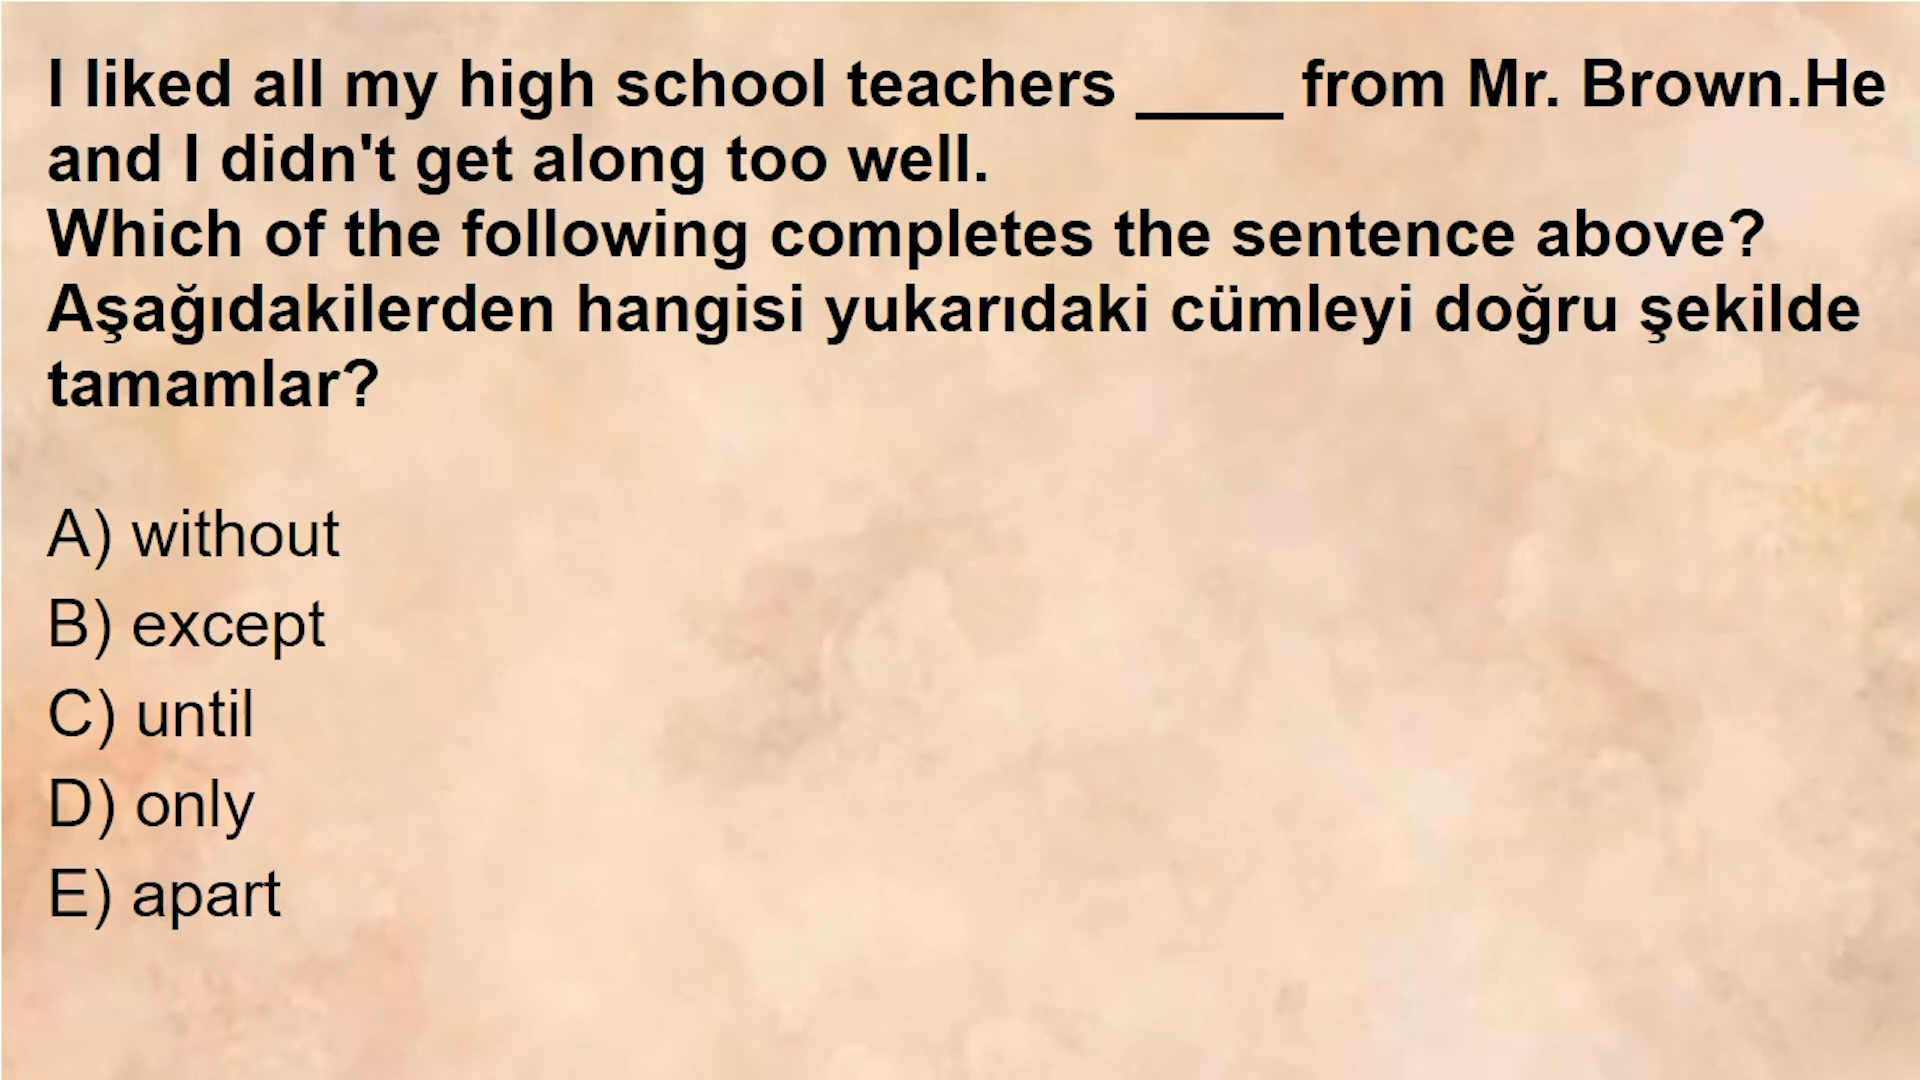 I liked all my high school teachers ____ from Mr. Brown.He
and I didn't get along too well.
Which of the following completes the sentence above?
Aşağıdakilerden hangisi yukarıdaki cümleyi doğru şekilde
tamamlar?
A) without
B) except
C) until
D) only
E) apart